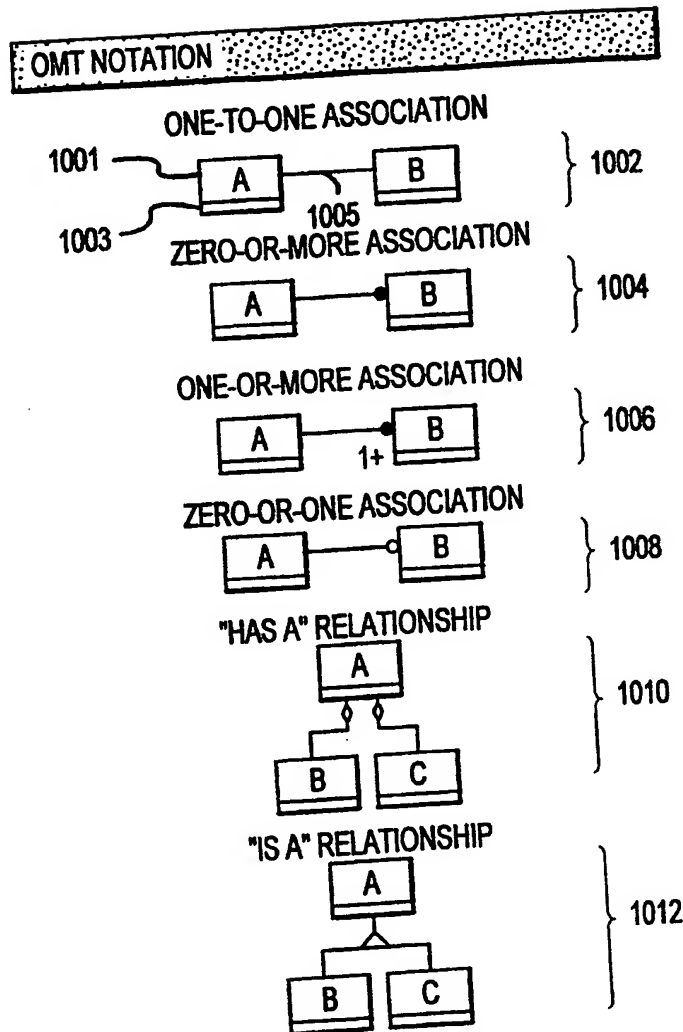 OMT NOTATION
ONE-TO-ONE ASSOCIATION
1001
A
B
1002
1003
1005
ZERO-OR-MORE ASSOCIATION
A
B
1004
ONE-OR-MORE ASSOCIATION
A
B
1+
1006
ZERO-OR-ONE ASSOCIATION
A
B
1008
"HAS A" RELATIONSHIP
A
1010
B
C
"IS A" RELATIONSHIP
A
1012
B
C